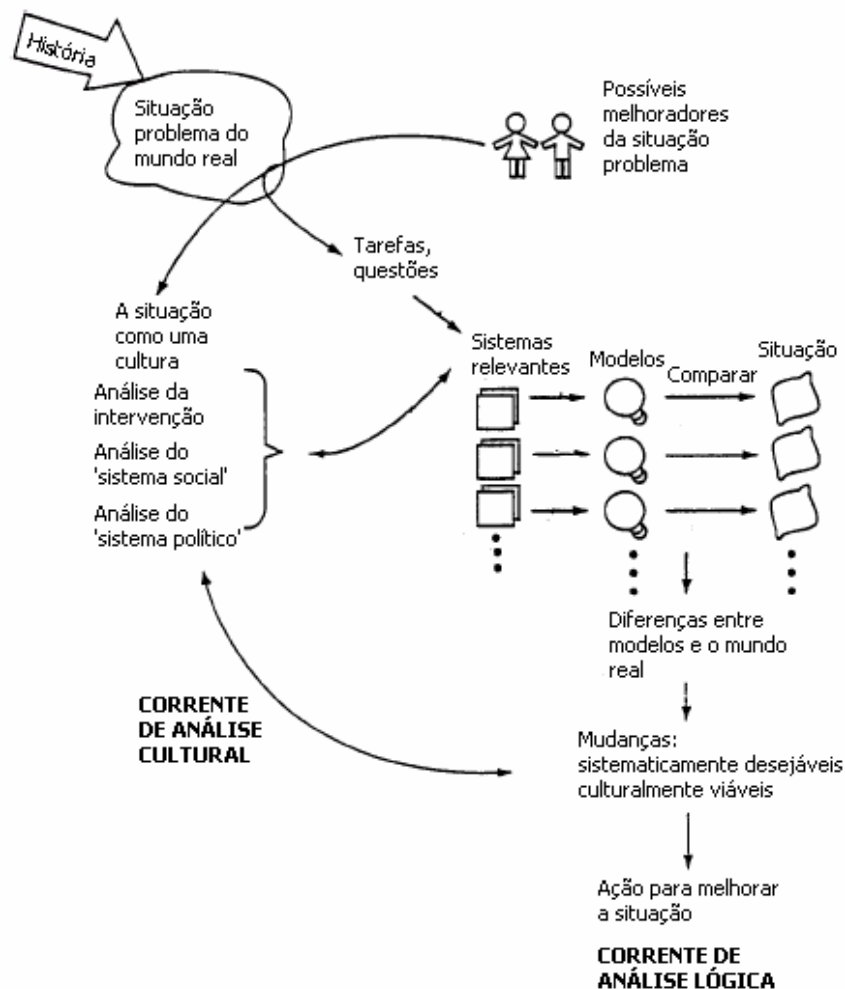 História
Situação
problema do
mundo real
Possíveis
melhoradores
da situação
problema
Tarefas,
questões
A situação
como uma
cultura
Análise da
intervenção
Análise do
'sistema social'
Análise do
'sistema político'
Sistemas
relevantes
Modelos
Comparar
Situação
Diferenças entre
modelos e o mundo
real
CORRENTE
DE ANÁLISE
CULTURAL
Mudanças:
sistematicamente desejáveis
culturalmente viáveis
Ação para melhorar
a situação
CORRENTE DE
ANÁLISE LÓGICA